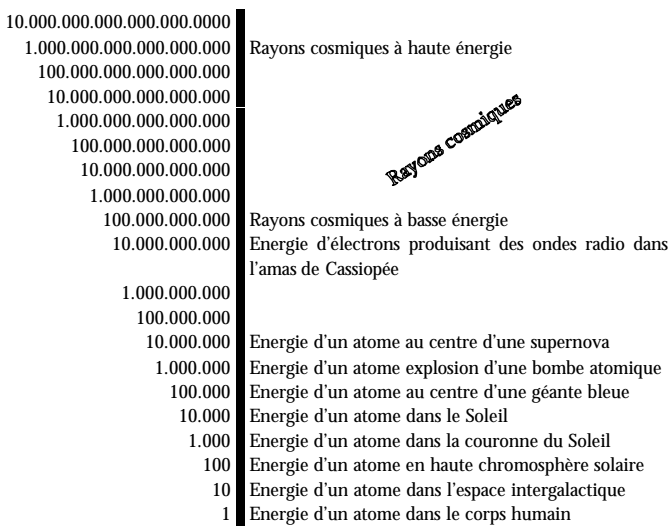 10.000.000.000.000.000.0000
1.000.000.000.000.000.000 Rayons cosmiques à haute énergie
100.000.000.000.000.000
10.000.000.000.000.000
1.000.000.000.000.000
Rayons cosmiques
100.000.000.000.000
10.000.000.000.000
1.000.000.000.000
100.000.000.000 Rayons cosmiques à basse énergie
10.000.000.000 Energie d'électrons produisant des ondes radio dans
l'amas de Cassiopée
1.000.000.000
100.000.000
10.000.000 Energie d'un atome au centre d'une supernova
1.000.000 Energie d'un atome explosion d'une bombe atomique
100.000 Energie d'un atome au centre d'une géante bleue
10.000 Energie d'un atome dans le Soleil
1.000 Energie d'un atome dans la couronne du Soleil
100 Energie d'un atome en haute chromosphère solaire
10 Energie d'un atome dans l'espace intergalactique
1 Energie d'un atome dans le corps humain